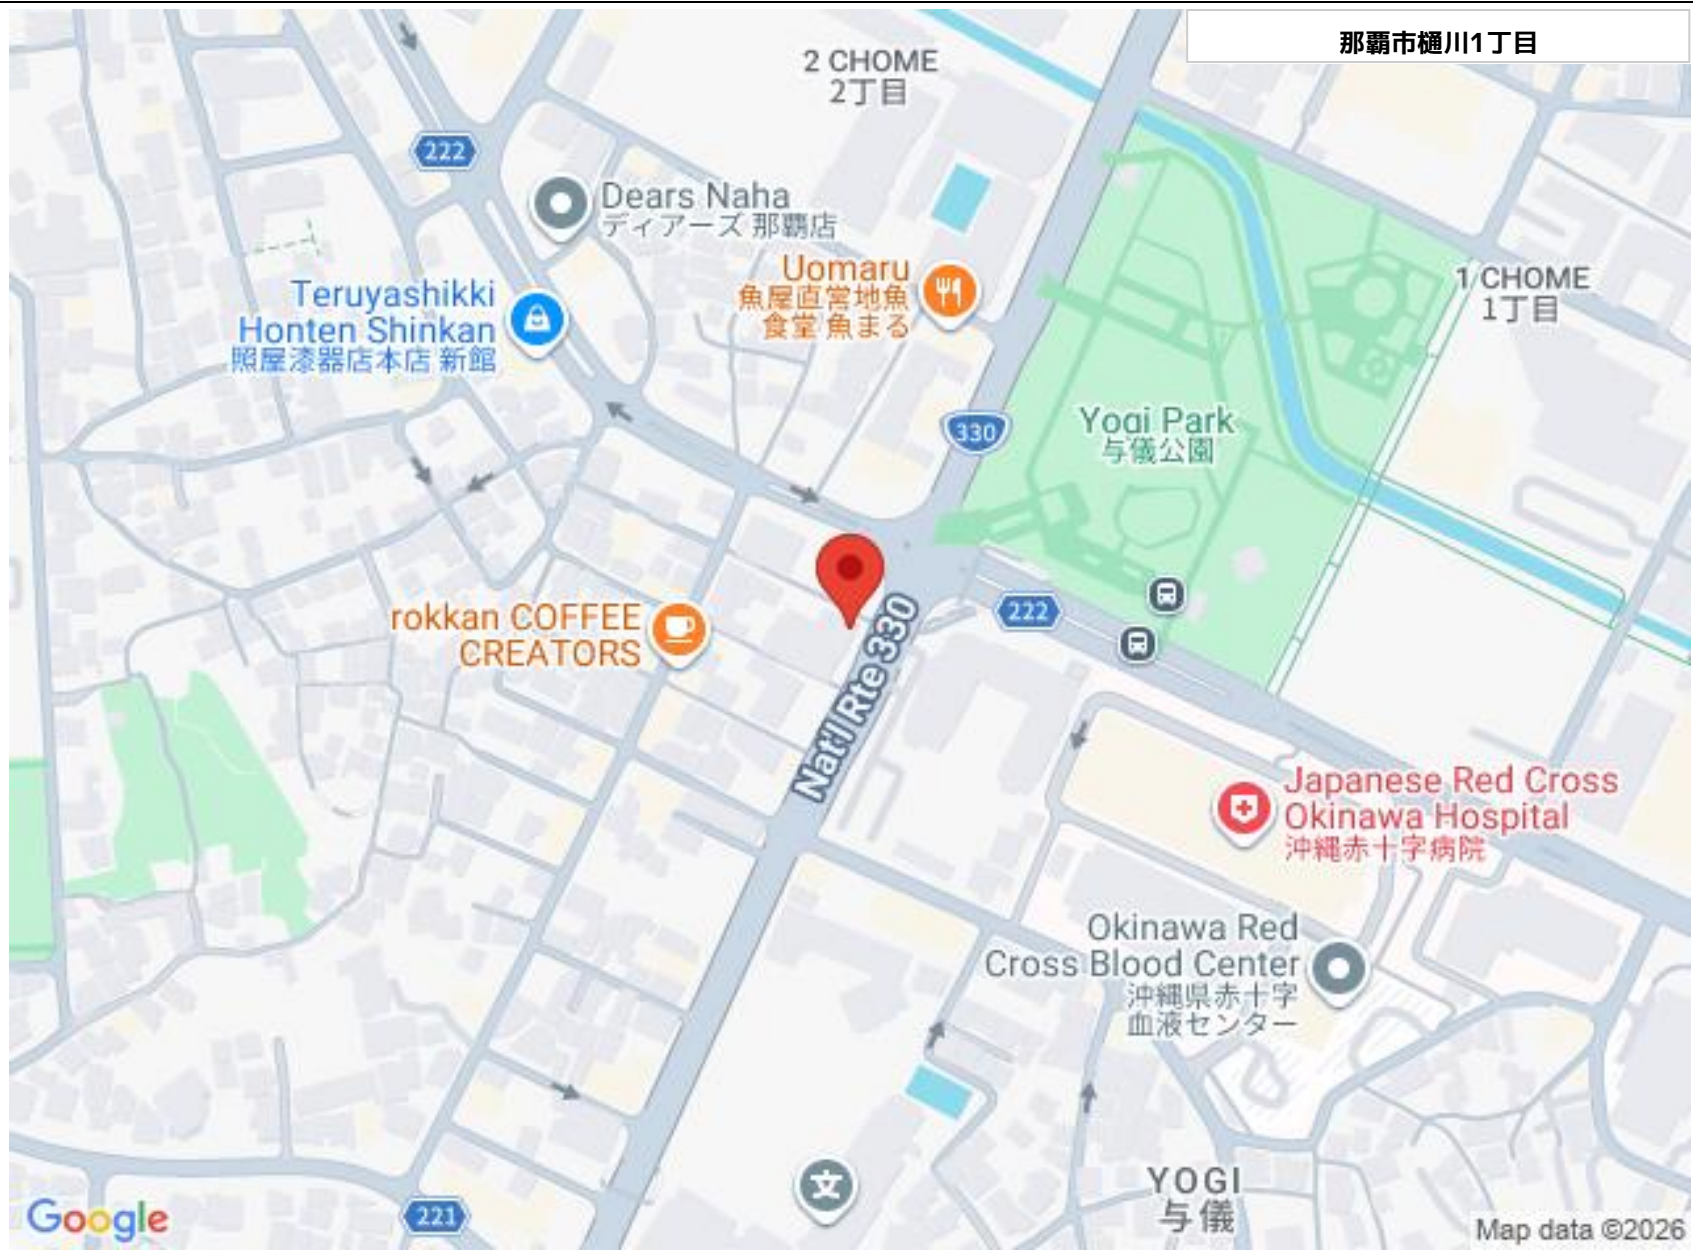 那覇市樋川1丁目
2 CHOME
2丁目
222
Dears Naha
ディアーズ 那覇店
Uomaru
魚屋直営地魚
食堂 魚まる
1 CHOME
1丁目
Teruyashikki
Honten Shinkan
照屋漆器店本店 新館
330
Yogi Park
与儀公園
rokkan COFFEE
CREATORS
222
Nat'l Rte 330
Japanese Red Cross
Okinawa Hospital
沖縄赤十字病院
Okinawa Red
Cross Blood Center
沖縄県赤十字
血液センター
文
YOGI
与儀
221
Google
Map data ©2026